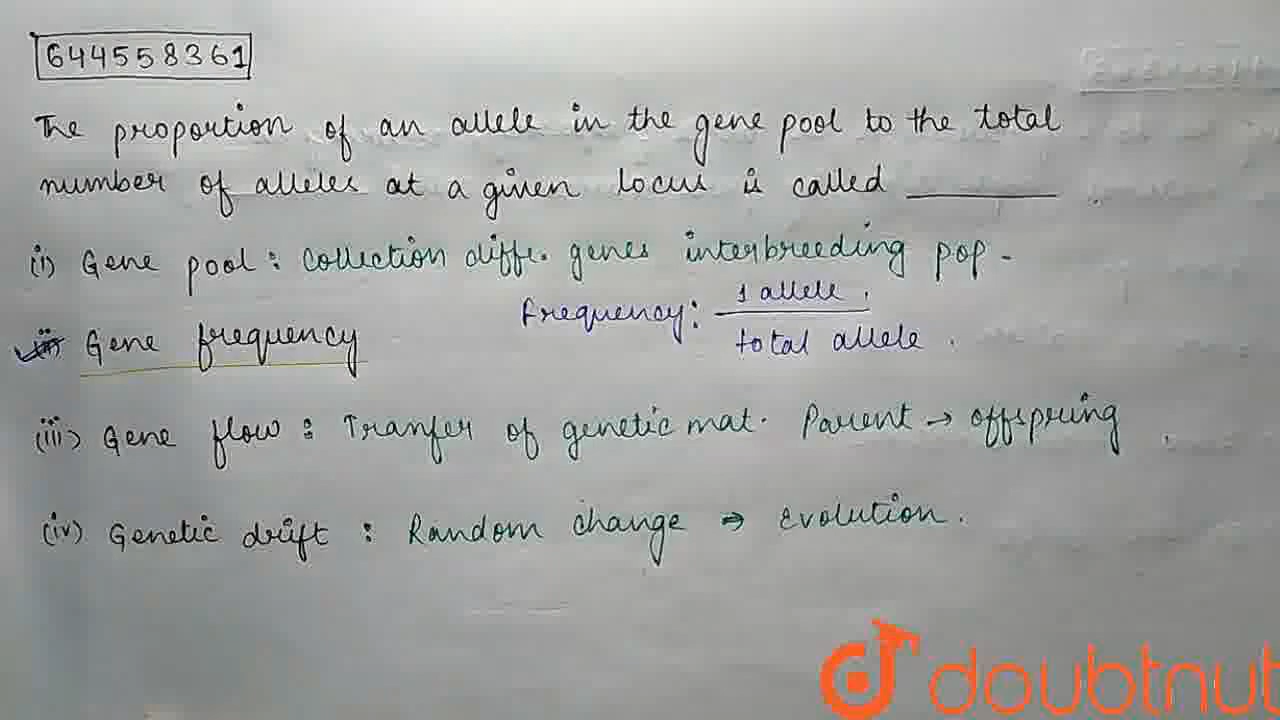 644558361
The proportion of an allele in the gene pool to the total
number of alleles at a given locus is called ______ .
(i) Gene pool : Collection diffe. genes interbreeding pop.
Frequency: 1 allele.
total allele.
(ii) Gene frequency
(iii) Gene flow : Tranfer of genetic mat. Parent → offspring.
(iv) Genetic drift : Random change ⇒ Evolution.
doubtnut